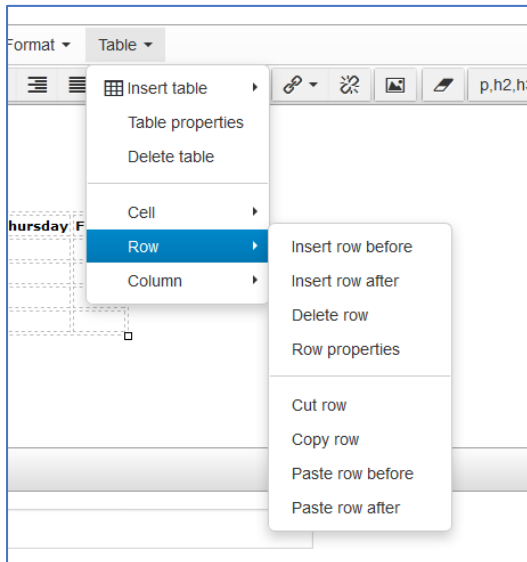 Format Table
Insert table
p,h2,h
Table properties
Delete table
Cell
hursday F
Row
Insert row before
Column
Insert row after
Delete row
Row properties
Cut row
Copy row
Paste row before
Paste row after